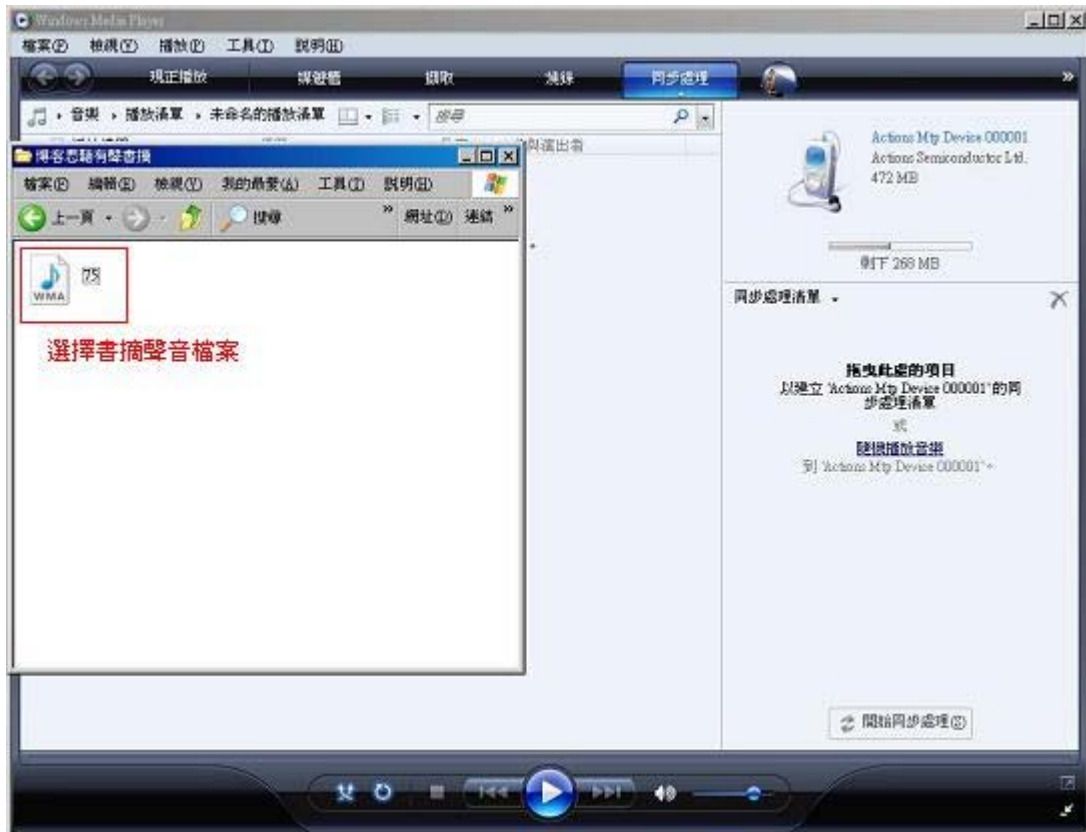 Windows Media Player
檔案(F) 檢視(V) 播放(P) 工具(T) 說明(H)
現正播放 媒體櫃 擷取 燒錄 同步處理 »
音樂 播放清單 未命名的播放清單 搜尋
與演出者
博客思聽有聲書摘
檔案(F) 編輯(E) 檢視(V) 我的最愛(A) 工具(T) 說明(H)
上一頁 搜尋 » 網址(D) 連結 »
WMA
75
選擇書摘聲音檔案
Actions Mtp Device 000001
Actions Semiconductor Ltd.
472 MB
剩下 268 MB
同步處理清單
拖曳此處的項目
以建立 'Actions Mtp Device 000001' 的同
步處理清單
或
隨機播放音樂
到 'Actions Mtp Device 000001'。
開始同步處理(S)